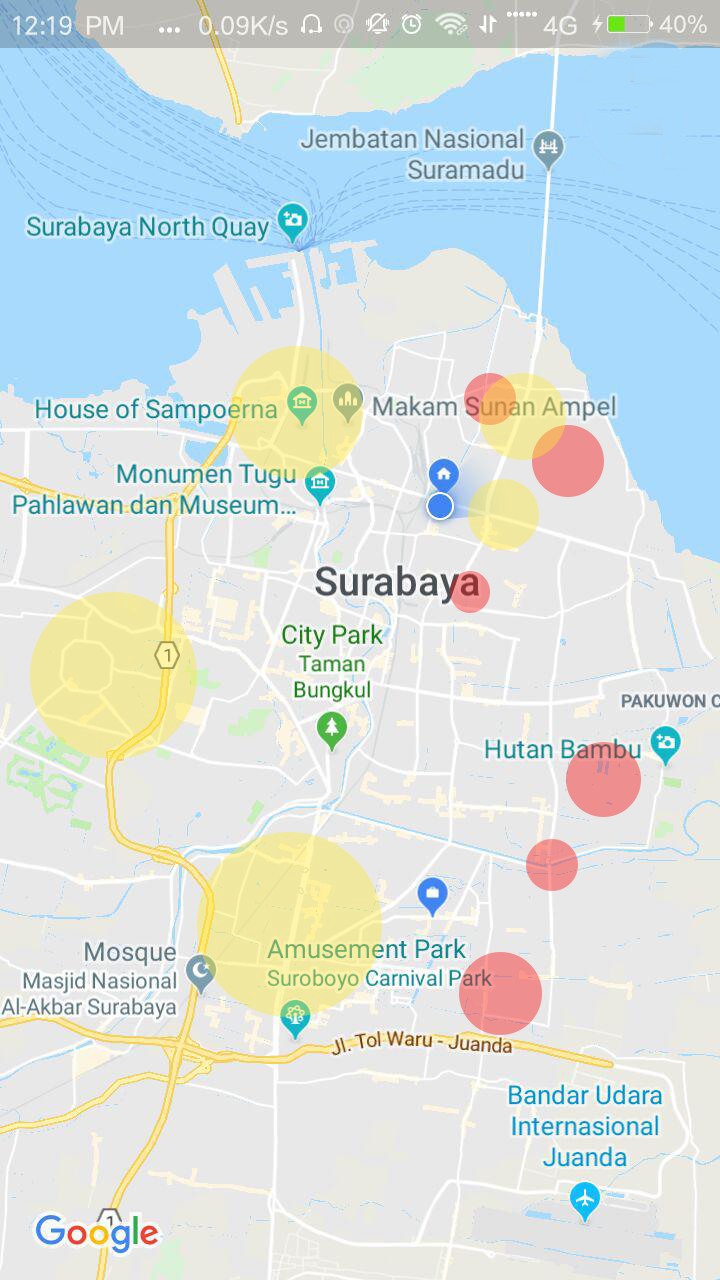 12:19 PM ... 0.09K/s 4G 40%
Jembatan Nasional
Suramadu
Surabaya North Quay
House of Sampoerna
Makam Sunan Ampel
Monumen Tugu
Pahlawan dan Museum...
Surabaya
City Park
Taman
Bungkul
1
PAKUWON C
Hutan Bambu
Amusement Park
Suroboyo Carnival Park
Mosque
Masjid Nasional
Al-Akbar Surabaya
Jl. Tol Waru - Juanda
Bandar Udara
Internasional
Juanda
1
Google